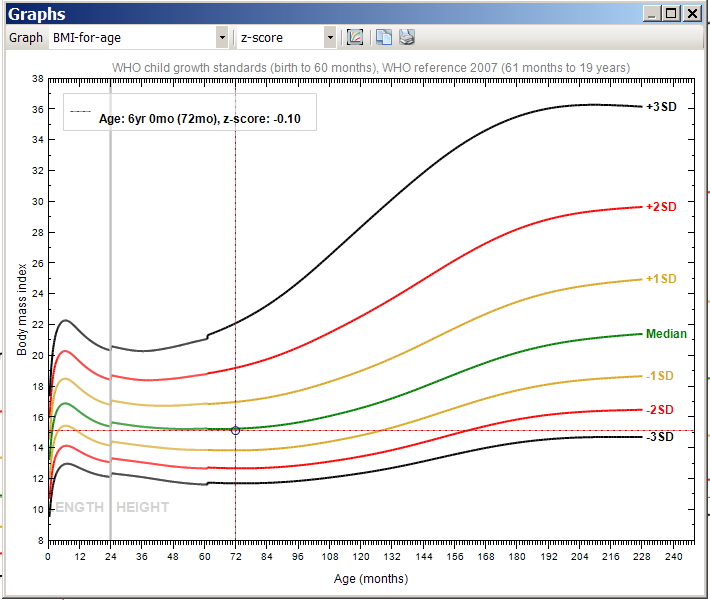 Graphs
Graph BMI-for-age z-score
WHO child growth standards (birth to 60 months), WHO reference 2007 (61 months to 19 years)
Age: 6yr 0mo (72mo), z-score: -0.10
Body mass index
38
36
34
32
30
28
26
24
22
20
18
16
14
12
10
8
+3SD
+2SD
+1SD
Median
-1SD
-2SD
-3SD
ENGTH HEIGHT
0 12 24 36 48 60 72 84 96 108 120 132 144 156 168 180 192 204 216 228 240
Age (months)